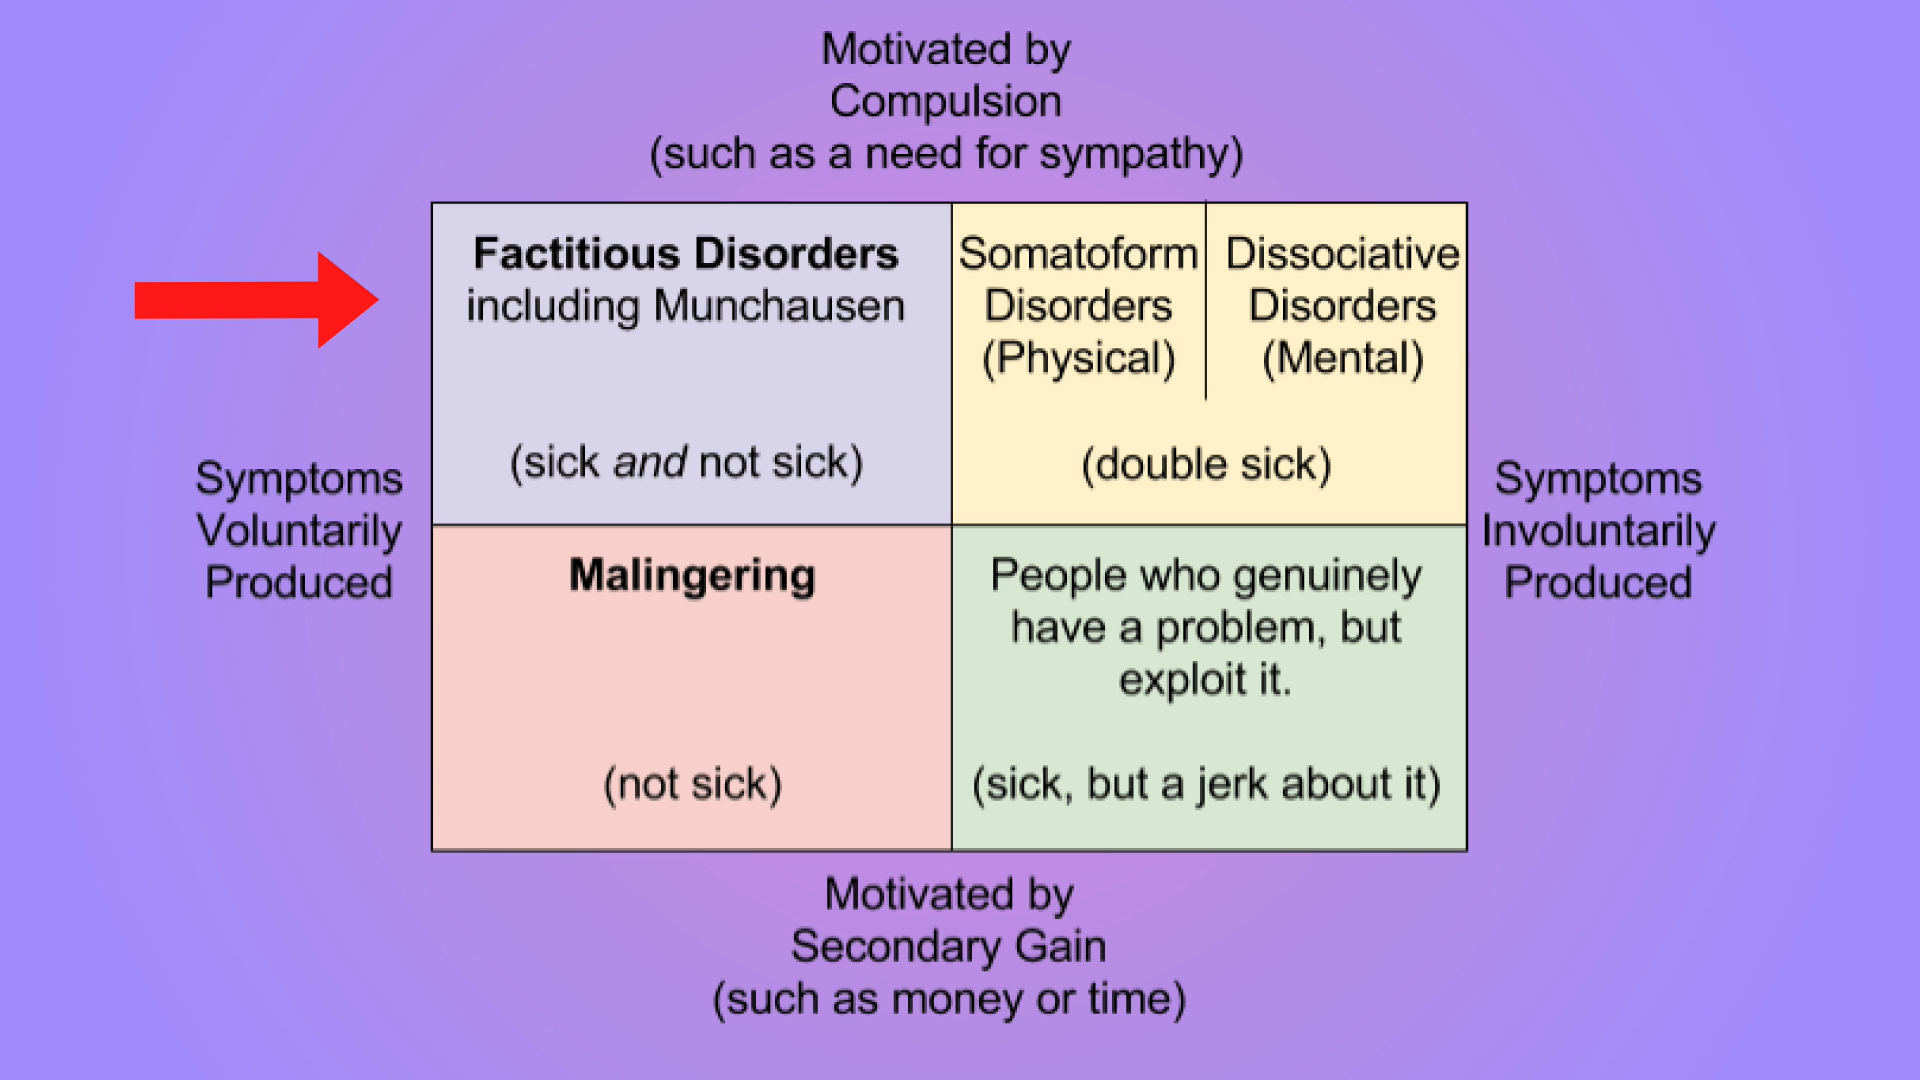 Motivated by
Compulsion
(such as a need for sympathy)
Factitious Disorders
including Munchausen
(sick and not sick)
Somatoform
Disorders
(Physical)
Dissociative
Disorders
(Mental)
(double sick)
Symptoms
Voluntarily
Produced
Symptoms
Involuntarily
Produced
Malingering
(not sick)
People who genuinely
have a problem, but
exploit it.
(sick, but a jerk about it)
Motivated by
Secondary Gain
(such as money or time)